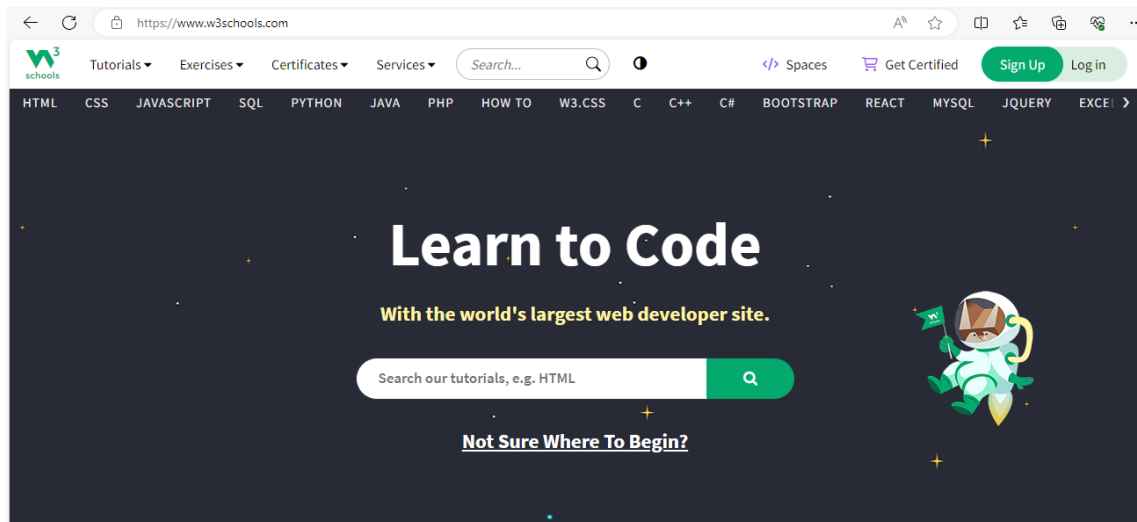 https://www.w3schools.com
3
schools
Tutorials Exercises Certificates Services Search... </> Spaces Get Certified Sign Up Log in
HTML CSS JAVASCRIPT SQL PYTHON JAVA PHP HOW TO W3.CSS C C++ C# BOOTSTRAP REACT MYSQL JQUERY EXCEL
Learn to Code
With the world's largest web developer site.
Search our tutorials, e.g. HTML
Not Sure Where To Begin?